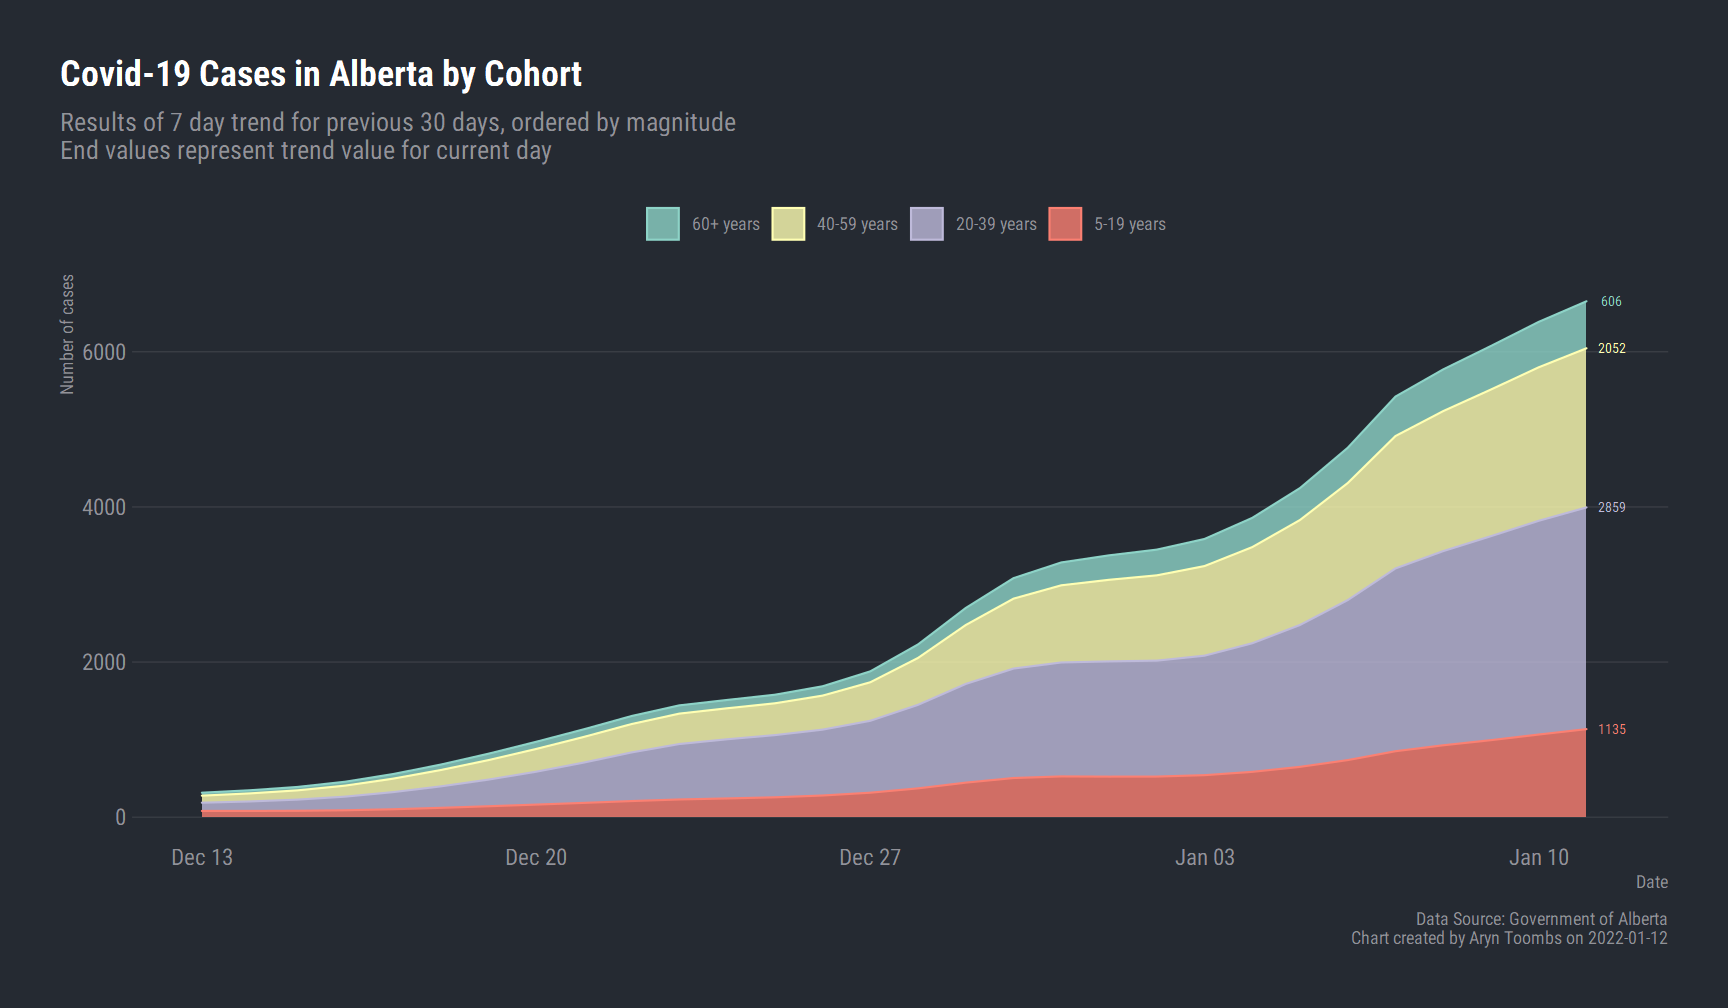 Covid-19 Cases in Alberta by Cohort
Results of 7 day trend for previous 30 days, ordered by magnitude
End values represent trend value for current day
60+ years
40-59 years
20-39 years
5-19 years
Number of cases
6000
4000
2000
0
606
2052
2859
1135
Dec 13
Dec 20
Dec 27
Jan 03
Jan 10
Date
Data Source: Government of Alberta
Chart created by Aryn Toombs on 2022-01-12